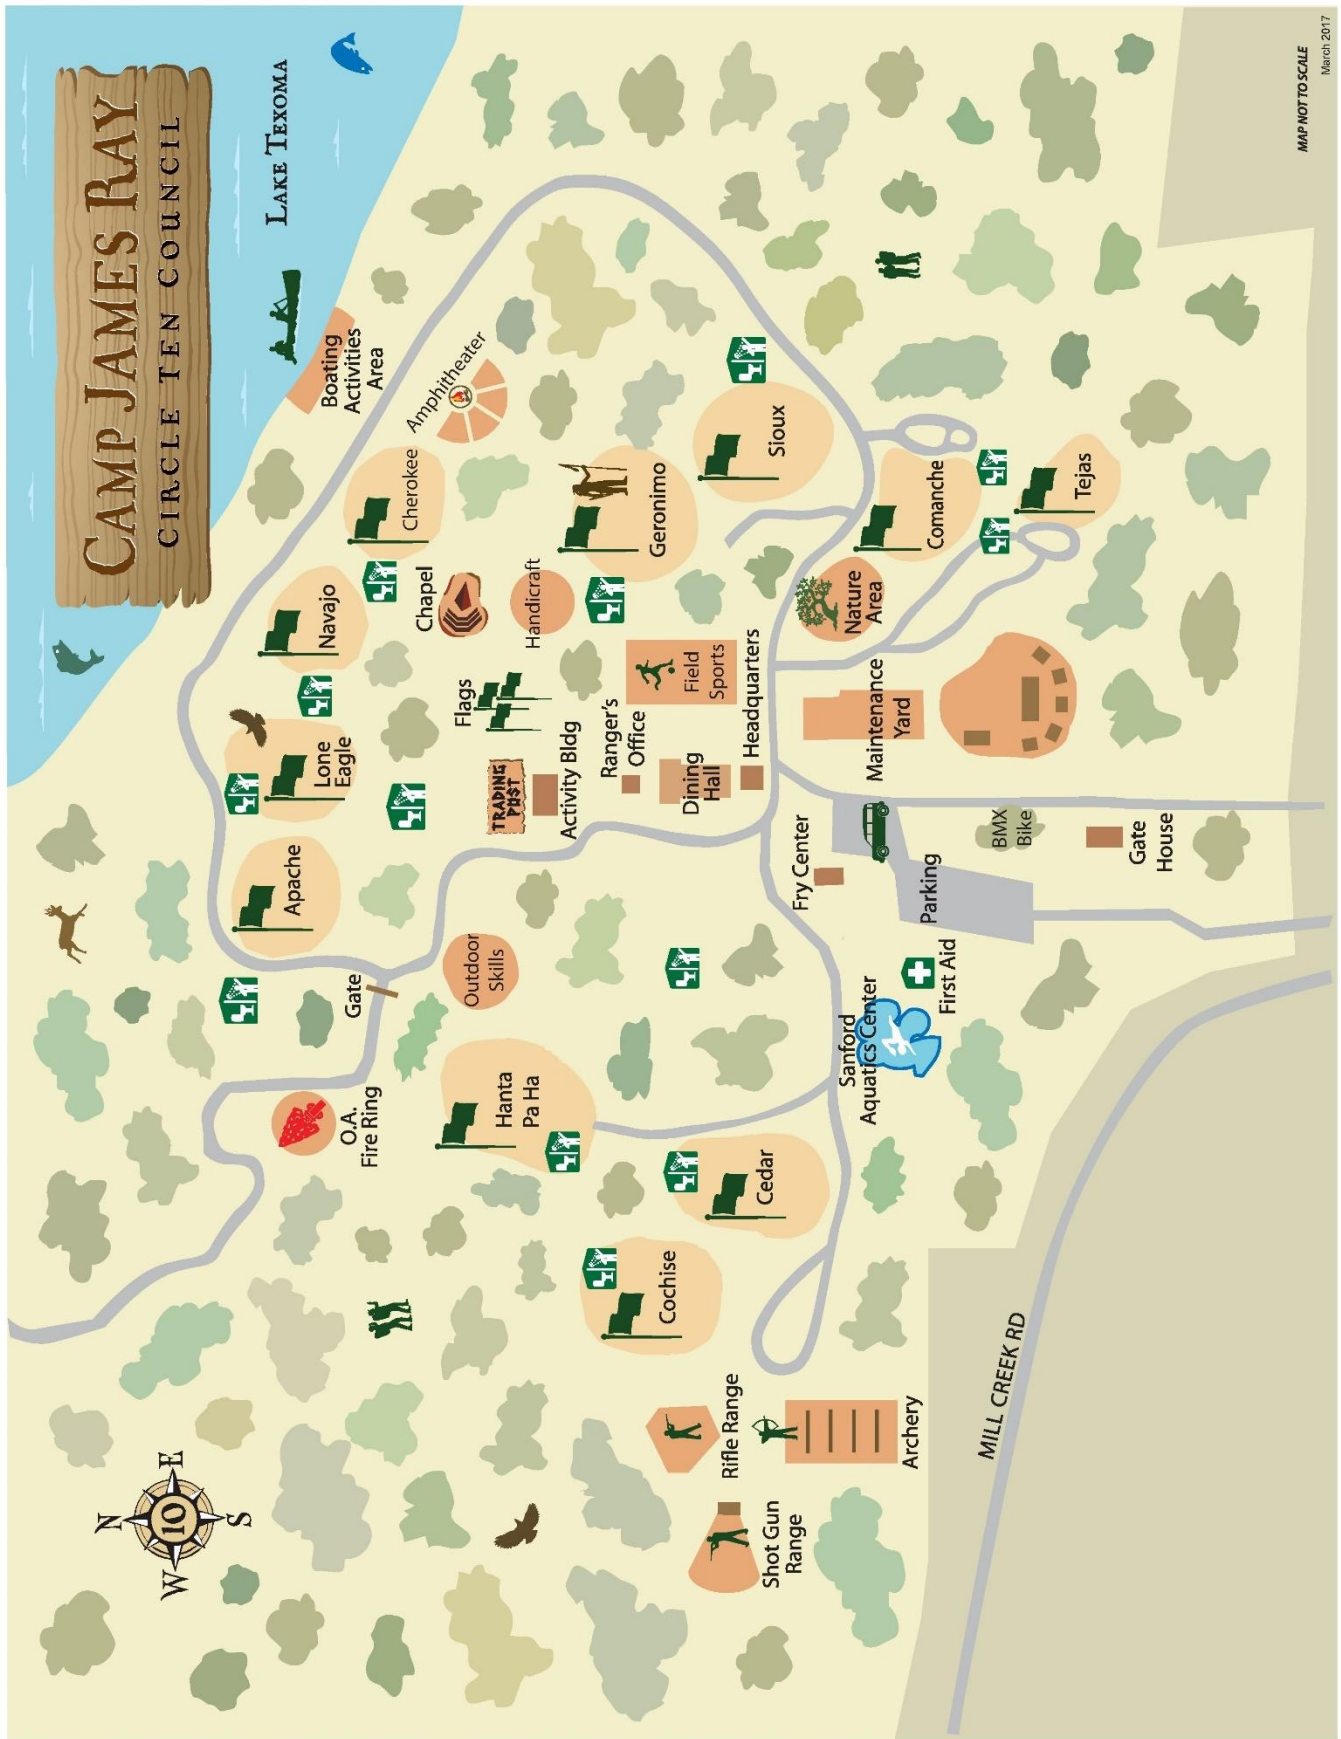 CAMP JAMES RAY
CIRCLE TEN COUNCIL
LAKE TEXOMA
Boating
Activities
Area
Amphitheater
Cherokee
Navajo
Chapel
Handicraft
Geronimo
Sioux
Lone
Eagle
Flags
TRADING
POST
Activity Bldg
Ranger's
Office
Field
Sports
Dining
Hall
Headquarters
Nature
Area
Comanche
Tejas
Maintenance
Yard
Apache
Gate
Outdoor
Skills
Fry Center
Parking
BMX
Bike
Gate
House
O.A.
Fire Ring
Hanta
Pa Ha
Sanford
Aquatics Center
First Aid
Cedar
Cochise
Rifle Range
Archery
Shot Gun
Range
MILL CREEK RD
N
W
10
E
S
MAP NOT TO SCALE
March 2017